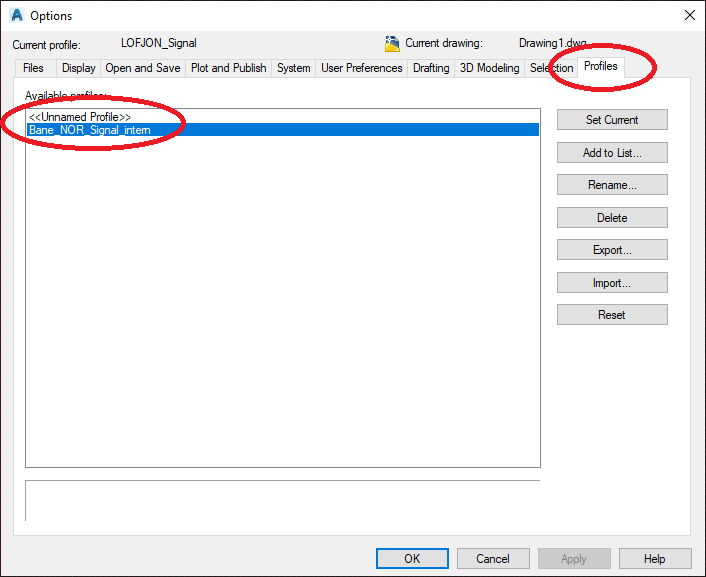 Options
Current profile: LOFJON_Signal Current drawing: Drawing1.dwg
Files Display Open and Save Plot and Publish System User Preferences Drafting 3D Modeling Selection Profiles
Available profiles:
<<Unnamed Profile>>
Bane_NOR_Signal_intern
Set Current
Add to List...
Rename...
Delete
Export...
Import...
Reset
OK Cancel Apply Help